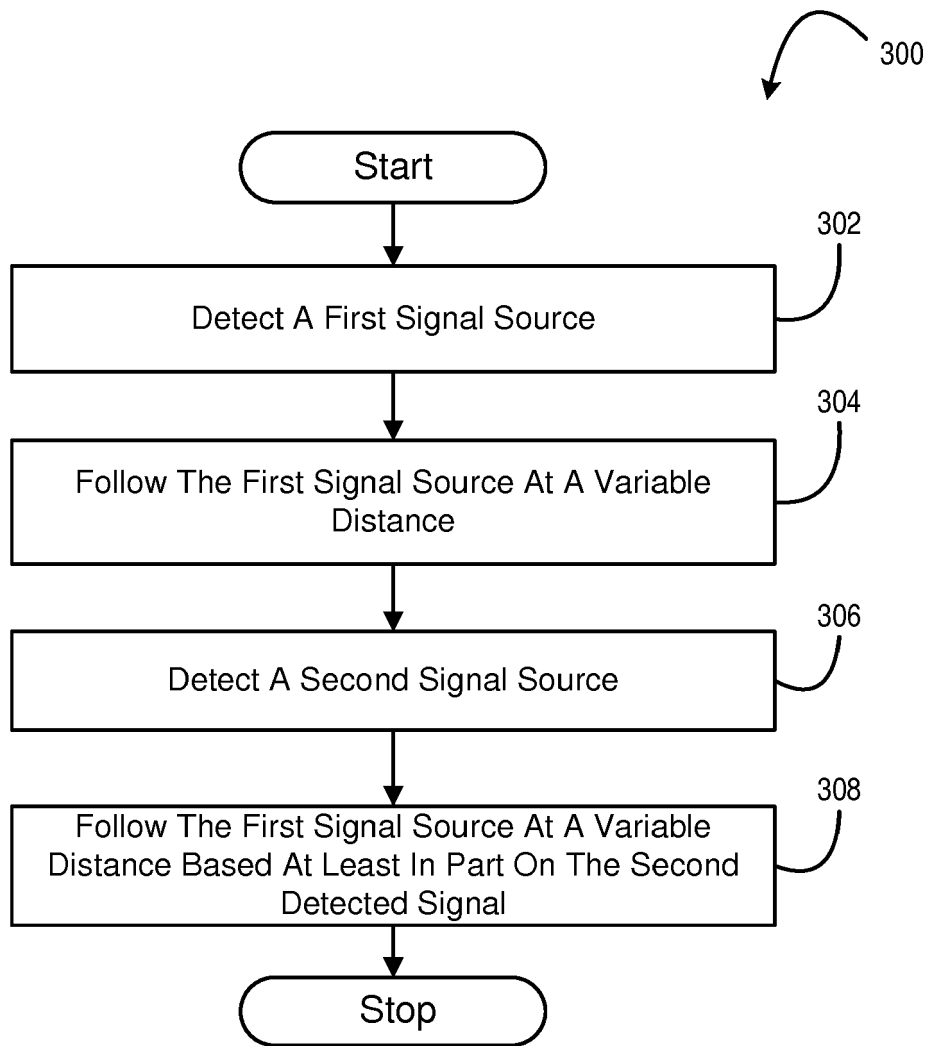 300
Start
302
Detect A First Signal Source
304
Follow The First Signal Source At A Variable
Distance
306
Detect A Second Signal Source
308
Follow The First Signal Source At A Variable
Distance Based At Least In Part On The Second
Detected Signal
Stop